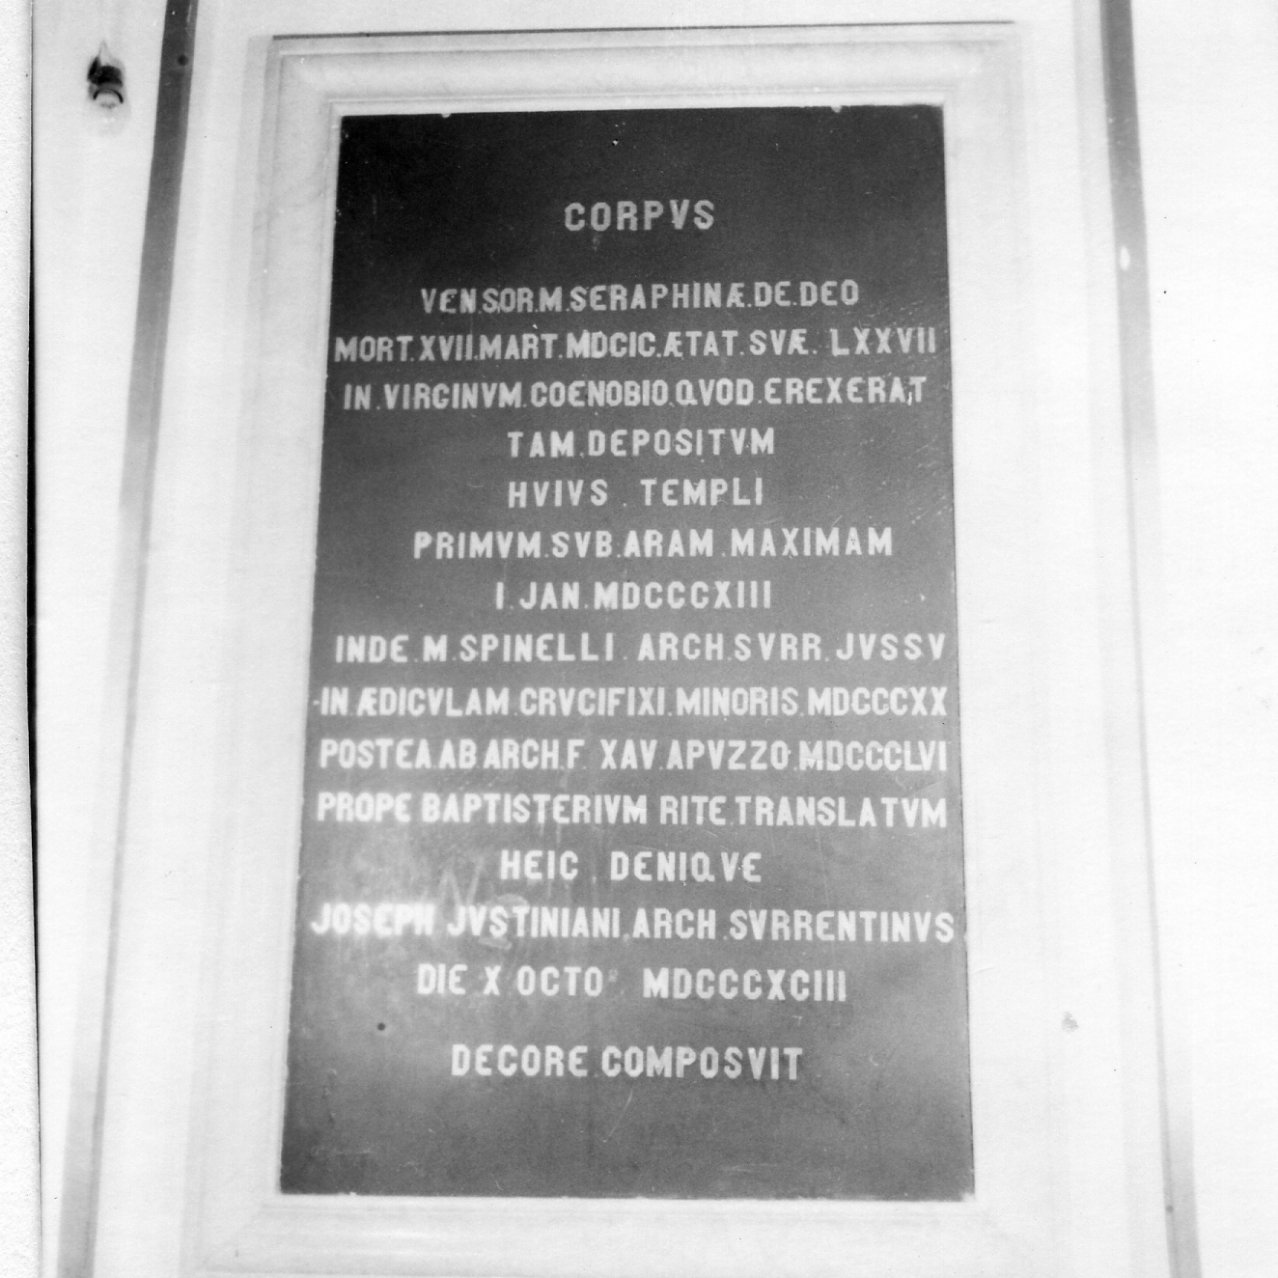 CORPVS
VEN.SOR.M.SERAPHINÆ.DE.DEO
MORT.XVII.MART.MDCIC.ÆTAT.SVÆ.LXXVII
IN.VIRGINVM.COENOBIO.QVOD.EREXERAT
TAM.DEPOSITVM
HVIVS.TEMPLI
PRIMVM.SVB.ARAM.MAXIMAM
I.JAN.MDCCCXIII
INDE.M.SPINELLI.ARCH.SVRR.JVSSV
IN ÆDICVLAM.CRVCIFIXI.MINORIS.MDCCCXX
POSTEA.AB.ARCH.F.XAV.APVZZO.MDCCCLVI
PROPE BAPTISTERIVM RITE.TRANSLATVM
HEIC.DENIQVE
JOSEPH JVSTINIANI.ARCH.SVRRENTINVS
DIE X OCTO° MDCCCXCIII
DECORE COMPOSVIT